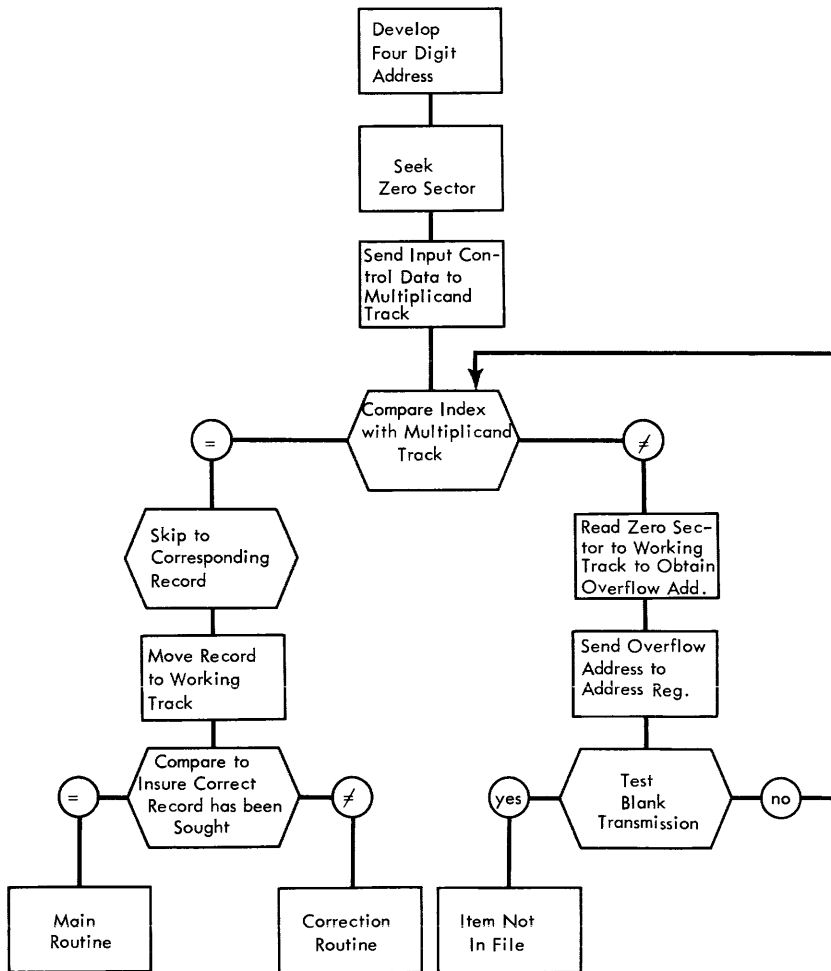 Develop
Four Digit
Address
Seek
Zero Sector
Send Input Con-
trol Data to
Multiplicand
Track
Compare Index
with Multiplicand
Track
=
≠
Skip to
Corresponding
Record
Read Zero Sec-
tor to Working
Track to Obtain
Overflow Add.
Move Record
to Working
Track
Send Overflow
Address to
Address Reg.
Compare to
Insure Correct
Record has been
Sought
=
≠
Test
Blank
Transmission
yes
no
Main
Routine
Correction
Routine
Item Not
In File